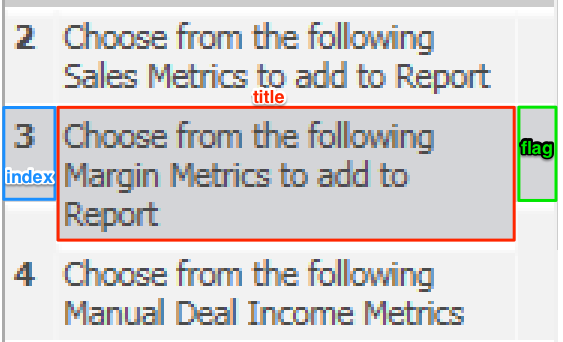 2 Choose from the following
Sales Metrics to add to Report
title
3 Choose from the following
index Margin Metrics to add to
Report
flag
4 Choose from the following
Manual Deal Income Metrics